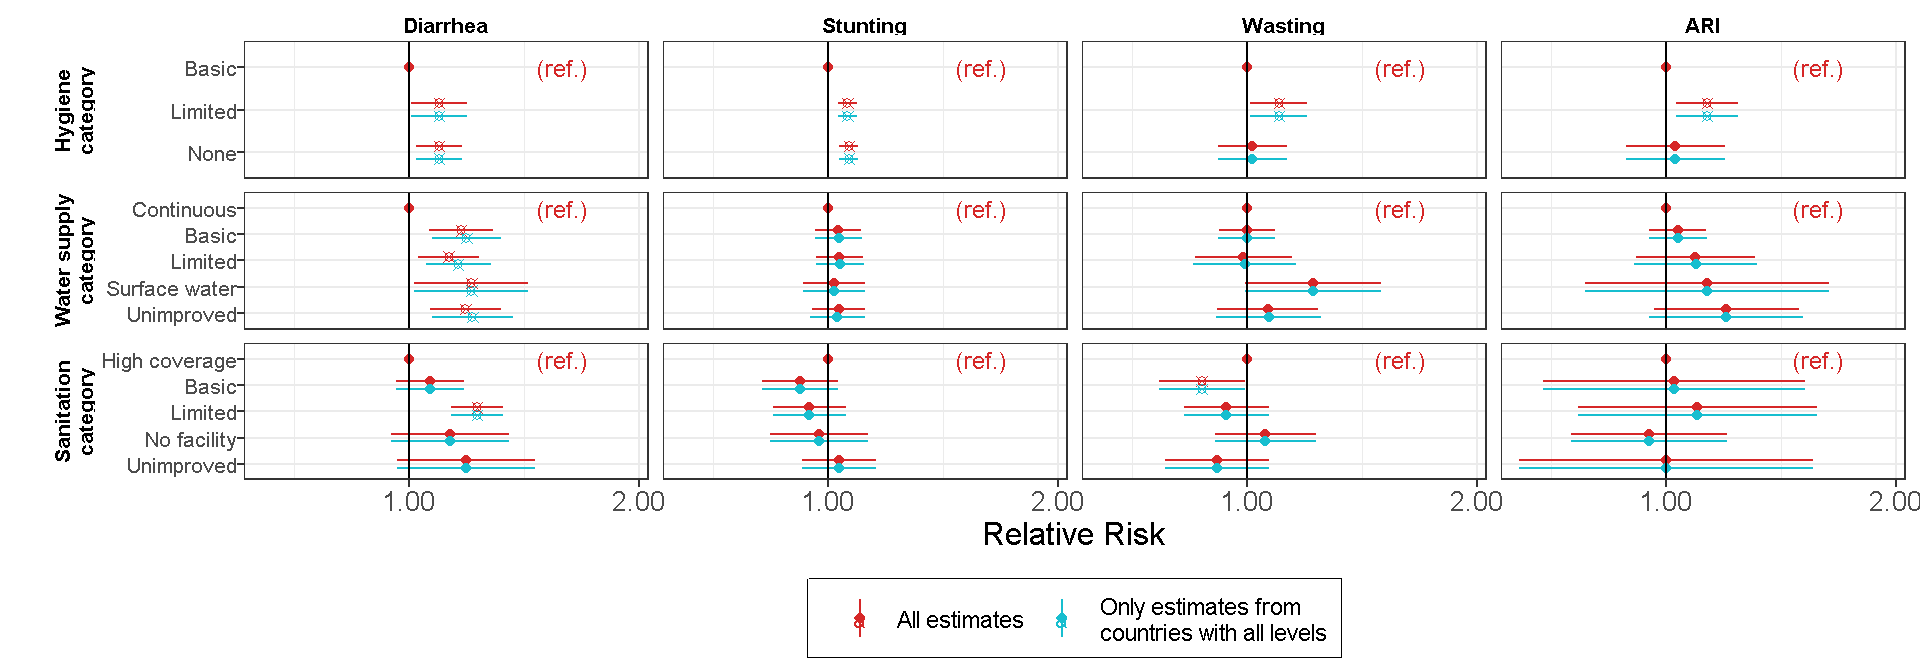 Diarrhea Stunting Wasting ARI
Hygiene
category
Basic (ref.) (ref.) (ref.) (ref.)
Limited
None
Water supply
category
Continuous (ref.) (ref.) (ref.) (ref.)
Basic
Limited
Surface water
Unimproved
Sanitation
category
High coverage (ref.) (ref.) (ref.) (ref.)
Basic
Limited
No facility
Unimproved
1.00 2.00 1.00 2.00 1.00 2.00 1.00 2.00
Relative Risk
All estimates
Only estimates from
countries with all levels